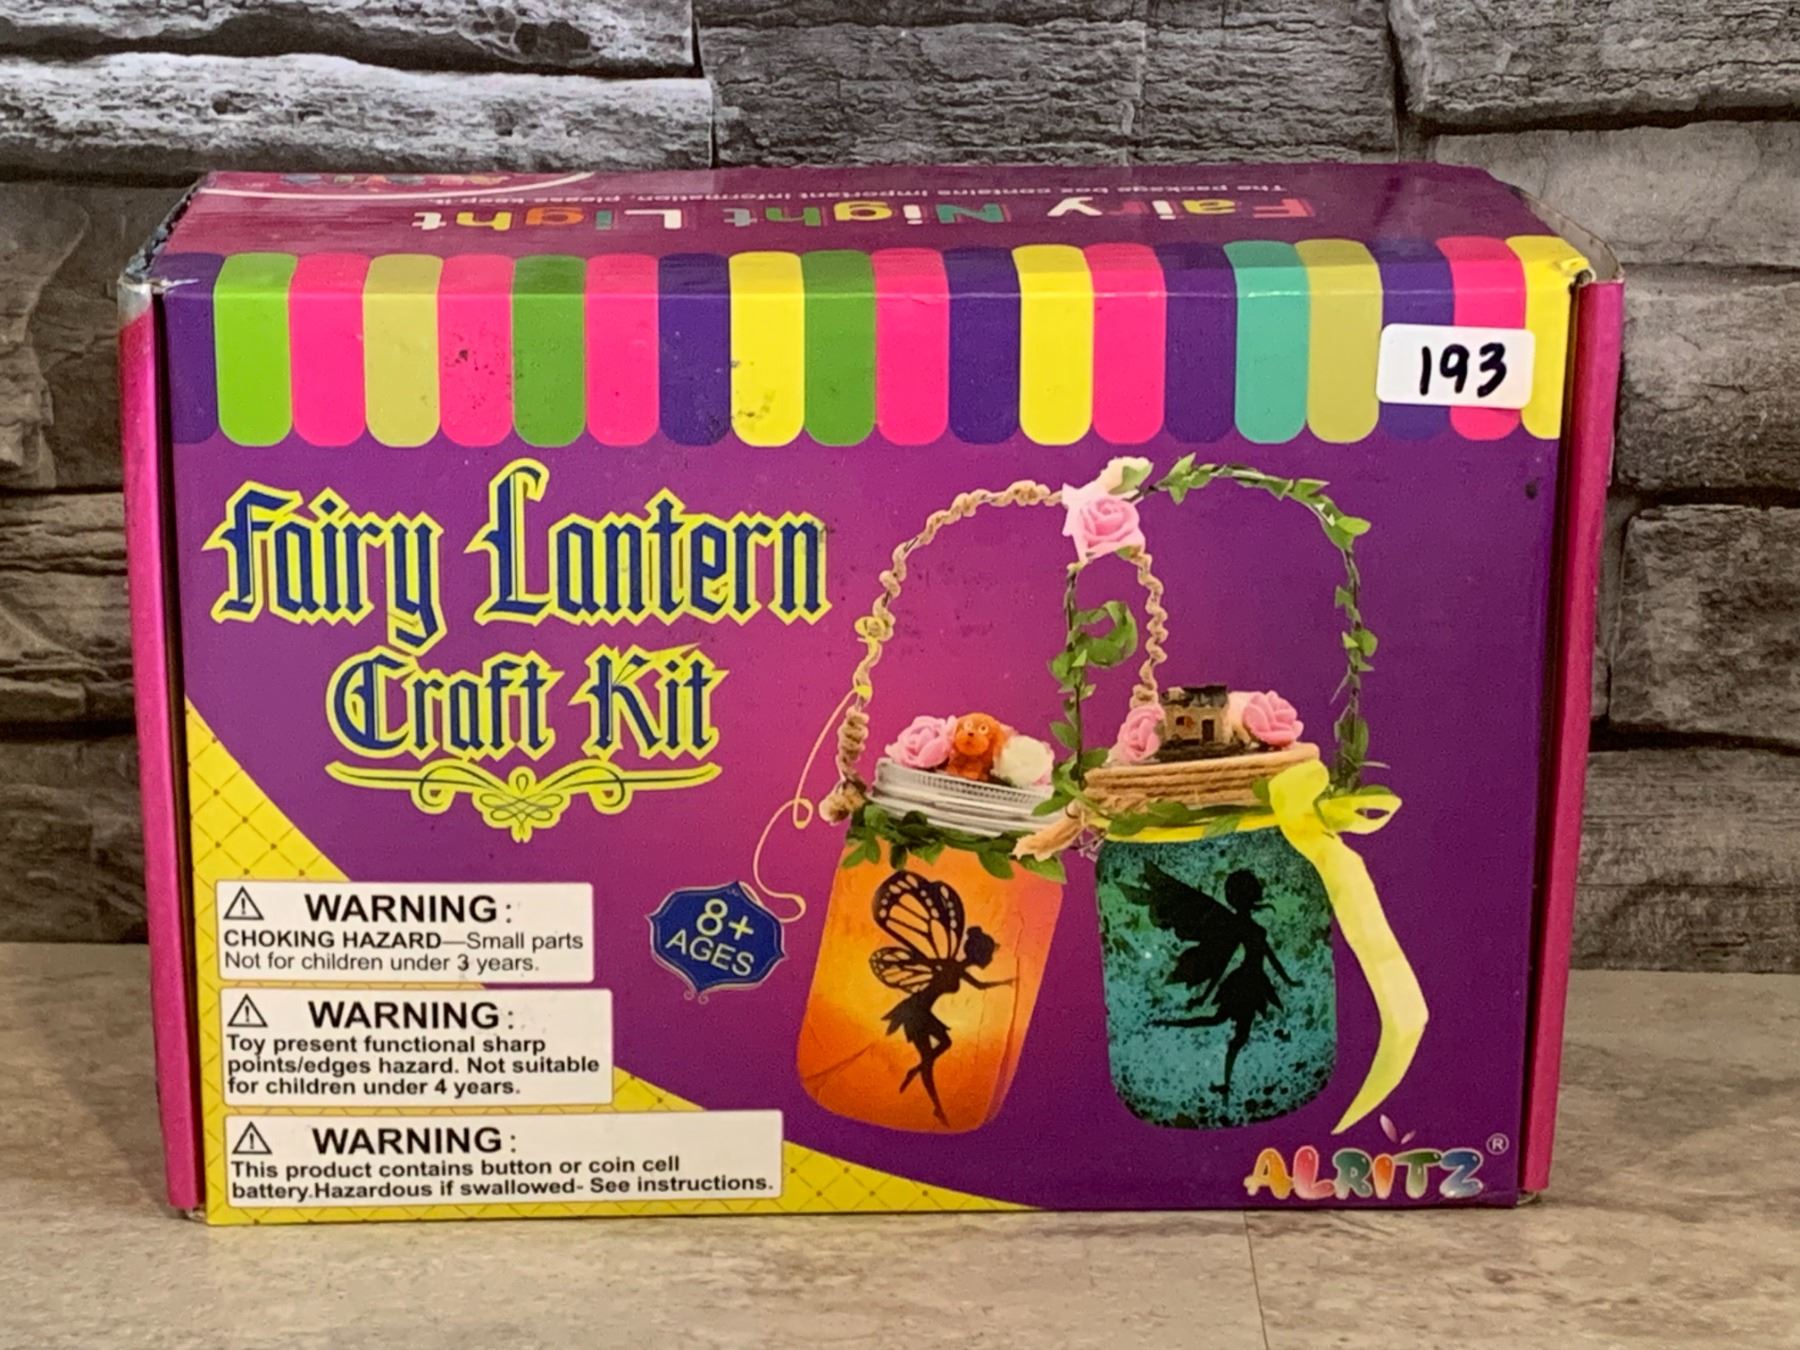 The package box contains important information, please keep it.
Fairy Night Light
193
Fairy Lantern
Craft Kit
8+
AGES
WARNING:
CHOKING HAZARD—Small parts
Not for children under 3 years.
WARNING:
Toy present functional sharp
points/edges hazard. Not suitable
for children under 4 years.
WARNING:
This product contains button or coin cell
battery.Hazardous if swallowed- See instructions.
ALRITZ®